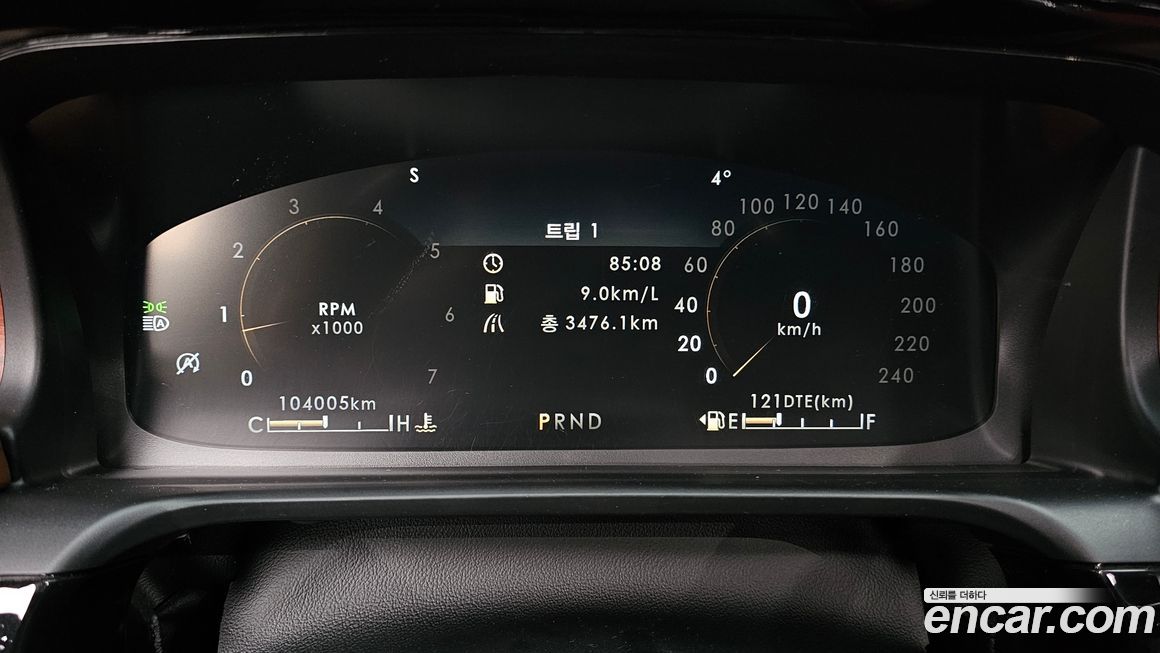 S
4°
트립 1
85:08
9.0km/L
총 3476.1km
0 1 2 3 4 5 6 7
RPM
x1000
0 20 40 60 80 100 120 140 160 180 200 220 240
0
km/h
A
A
104005km
C H
PRND
121DTE(km)
E F
신뢰를 더하다
encar.com